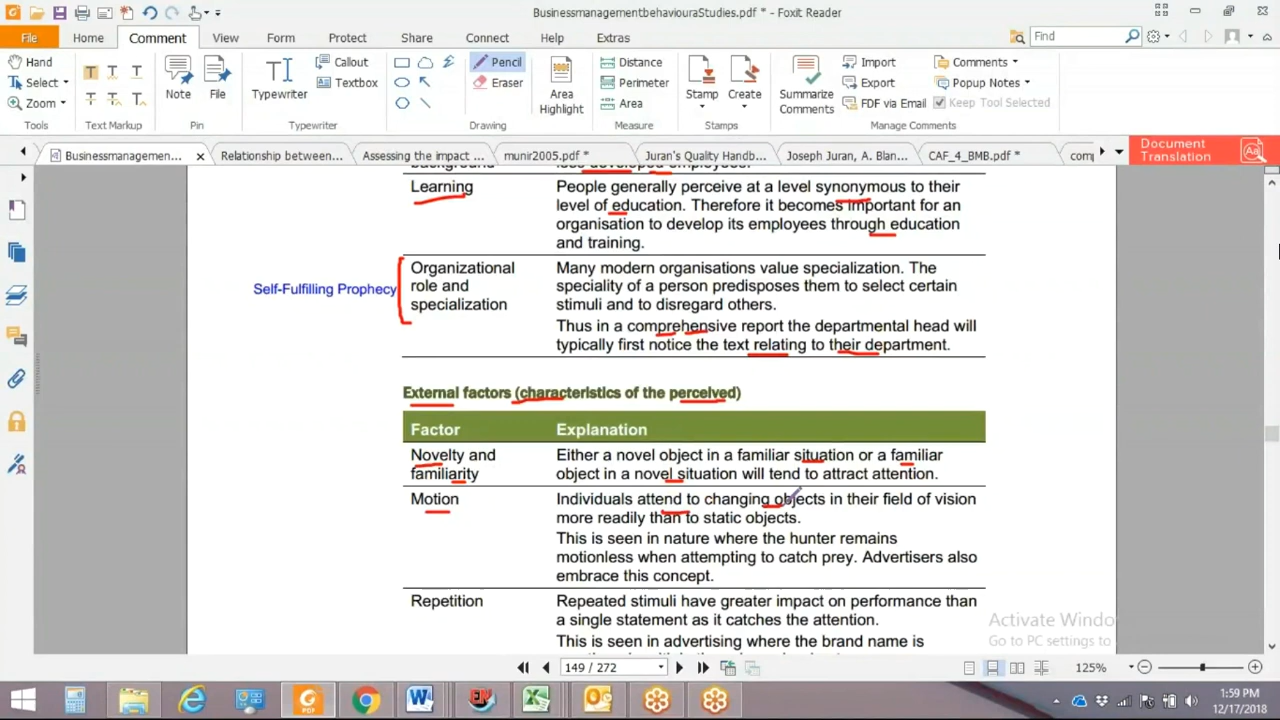 BusinessmanagementbehaviouraStudies.pdf * - Foxit Reader
File Home Comment View Form Protect Share Connect Help Extras Find
Hand Select Zoom Tools
Text Markup
Note File Pin
Typewriter Callout Textbox Typewriter
Pencil Eraser Drawing
Area Highlight
Distance Perimeter Area Measure
Stamp Create Stamps
Summarize Comments Import Export FDF via Email Comments Popup Notes Keep Tool Selected Manage Comments
Businessmanagemen... Relationship between... Assessing the impact ... munir2005.pdf * Juran's Quality Handb... Joseph Juran, A. Blan... CAF_4_BMB.pdf * com
Document Translation
background less developed employees.
Learning People generally perceive at a level synonymous to their
level of education. Therefore it becomes important for an
organisation to develop its employees through education
and training.
Self-Fulfilling Prophecy
Organizational role and specialization Many modern organisations value specialization. The
speciality of a person predisposes them to select certain
stimuli and to disregard others.
Thus in a comprehensive report the departmental head will
typically first notice the text relating to their department.
External factors (characteristics of the perceived)
Factor Explanation
Novelty and familiarity Either a novel object in a familiar situation or a familiar
object in a novel situation will tend to attract attention.
Motion Individuals attend to changing objects in their field of vision
more readily than to static objects.
This is seen in nature where the hunter remains
motionless when attempting to catch prey. Advertisers also
embrace this concept.
Repetition Repeated stimuli have greater impact on performance than
a single statement as it catches the attention.
This is seen in advertising where the brand name is
Activate Windo
Go to PC settings to
149 / 272 125%
1:59 PM
12/17/2018